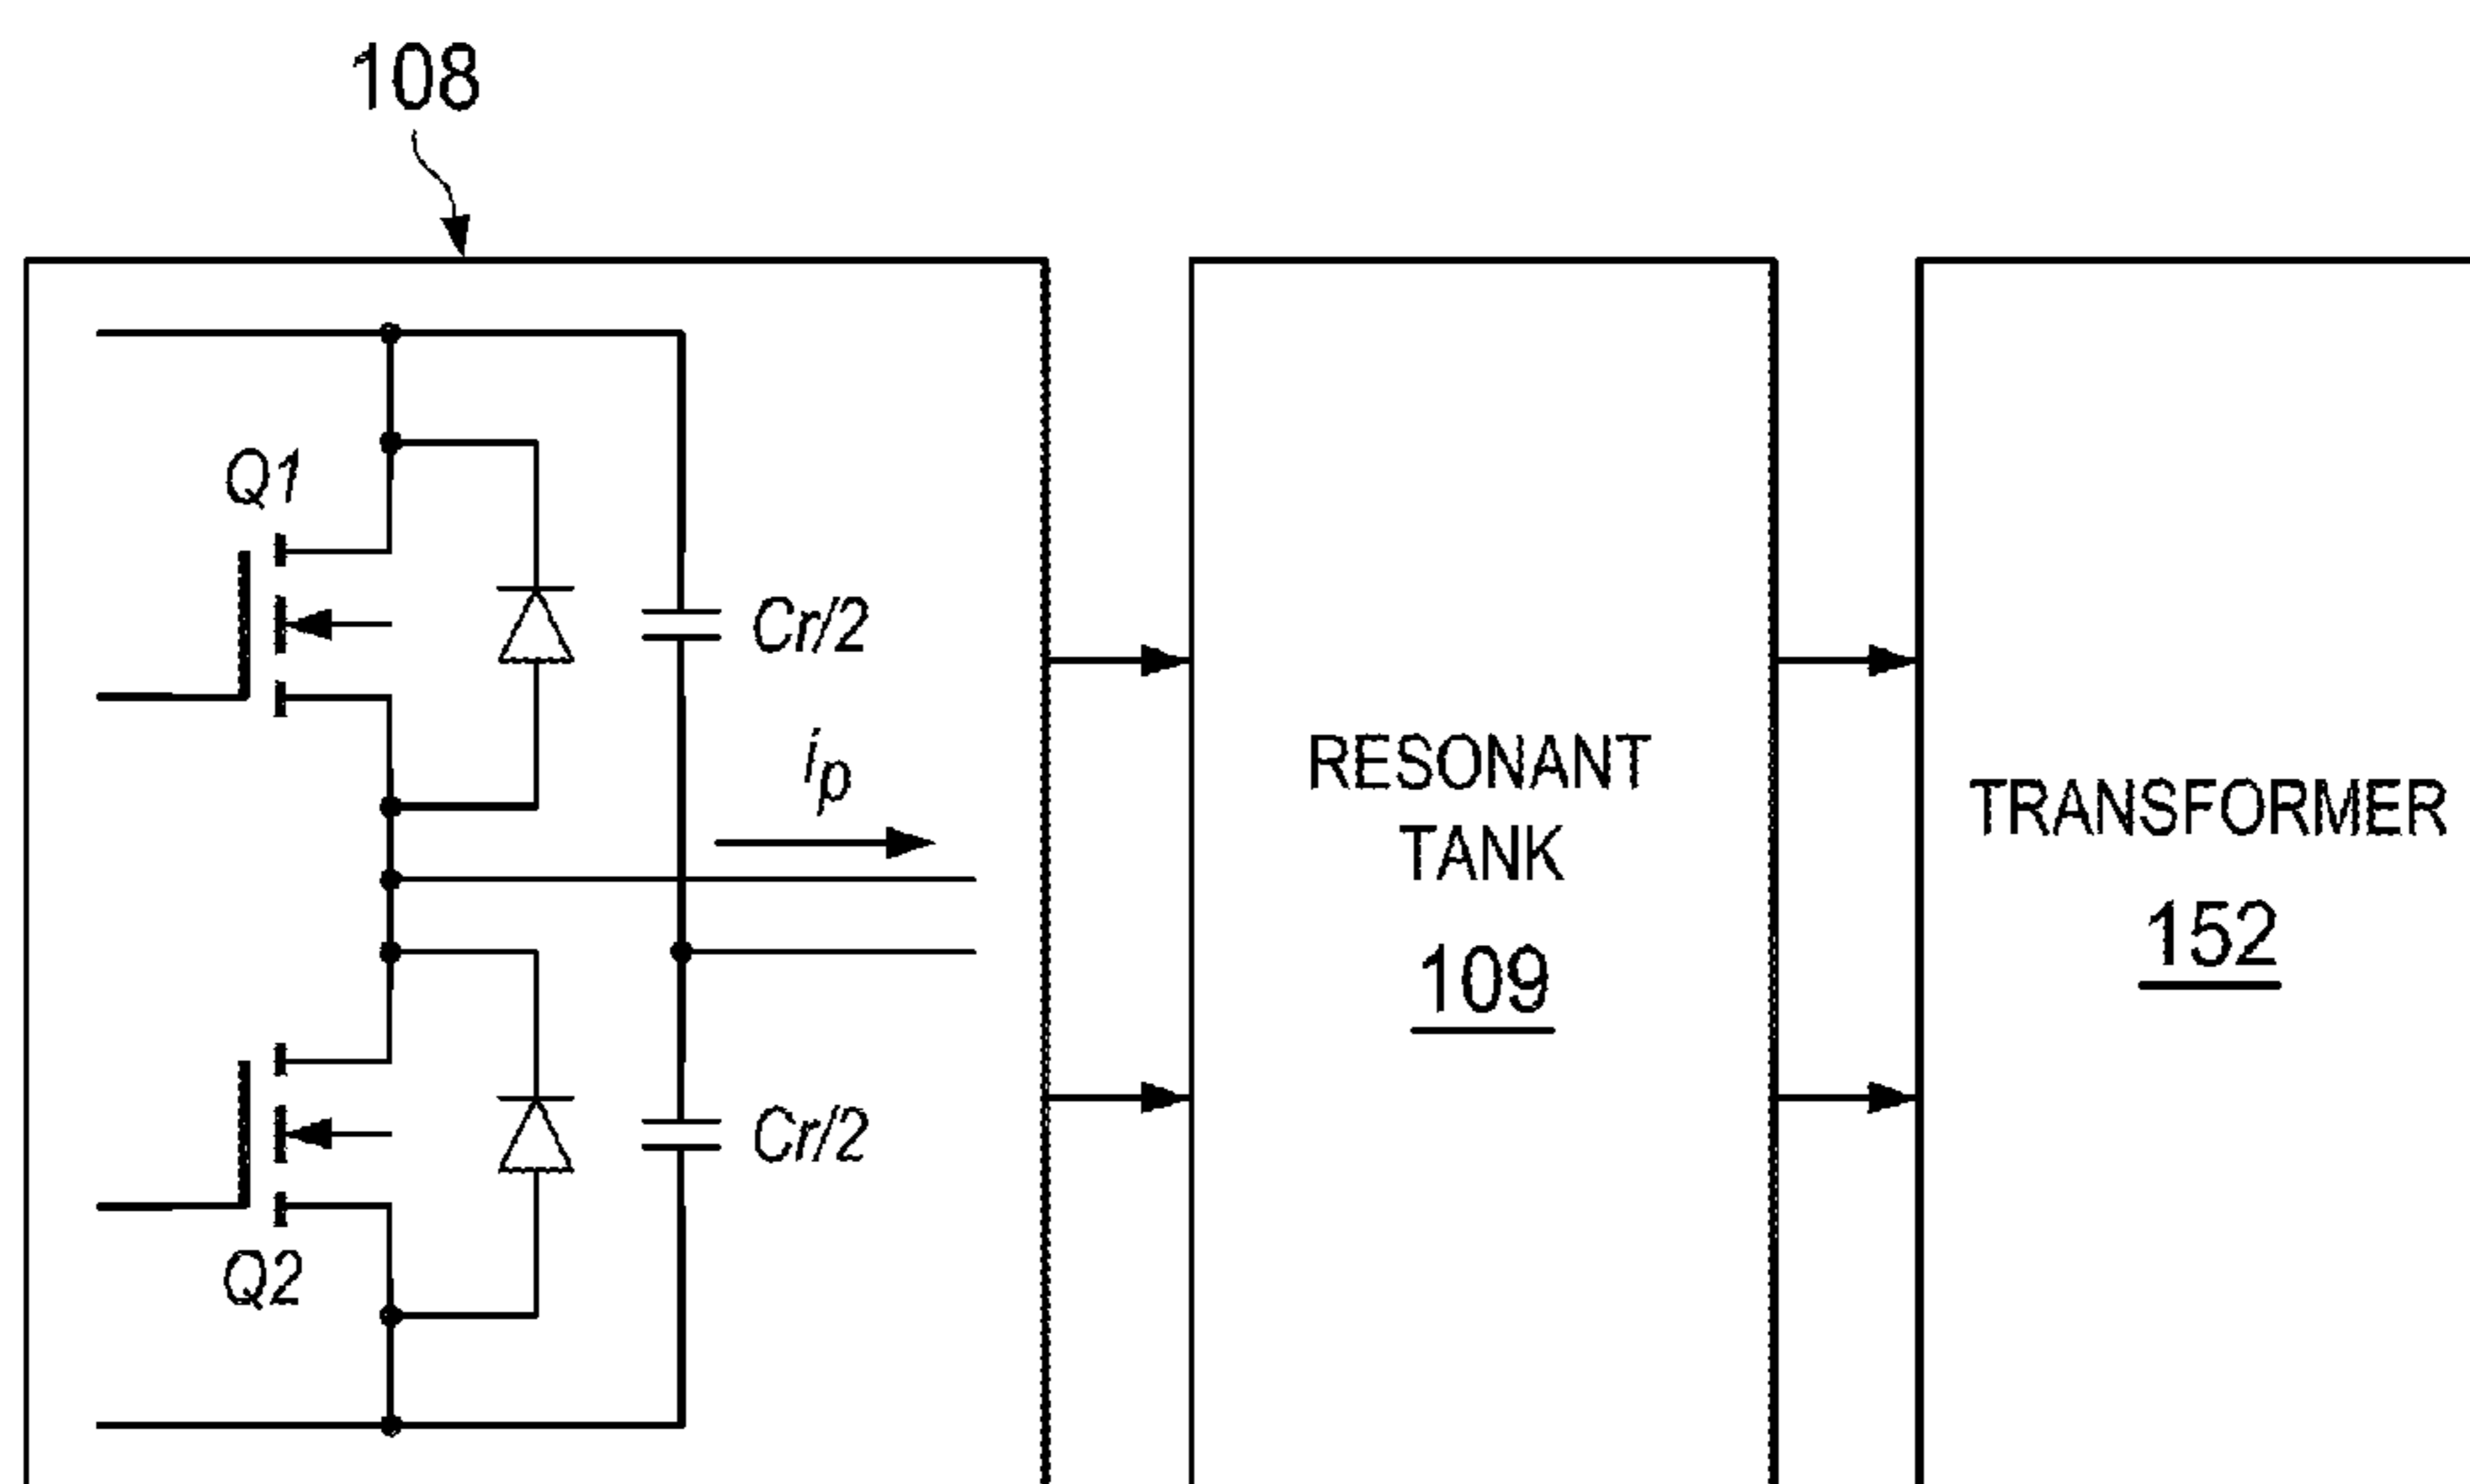 108
Q1
Cr/2
ip
RESONANT
TANK
109
TRANSFORMER
152
Cr/2
Q2